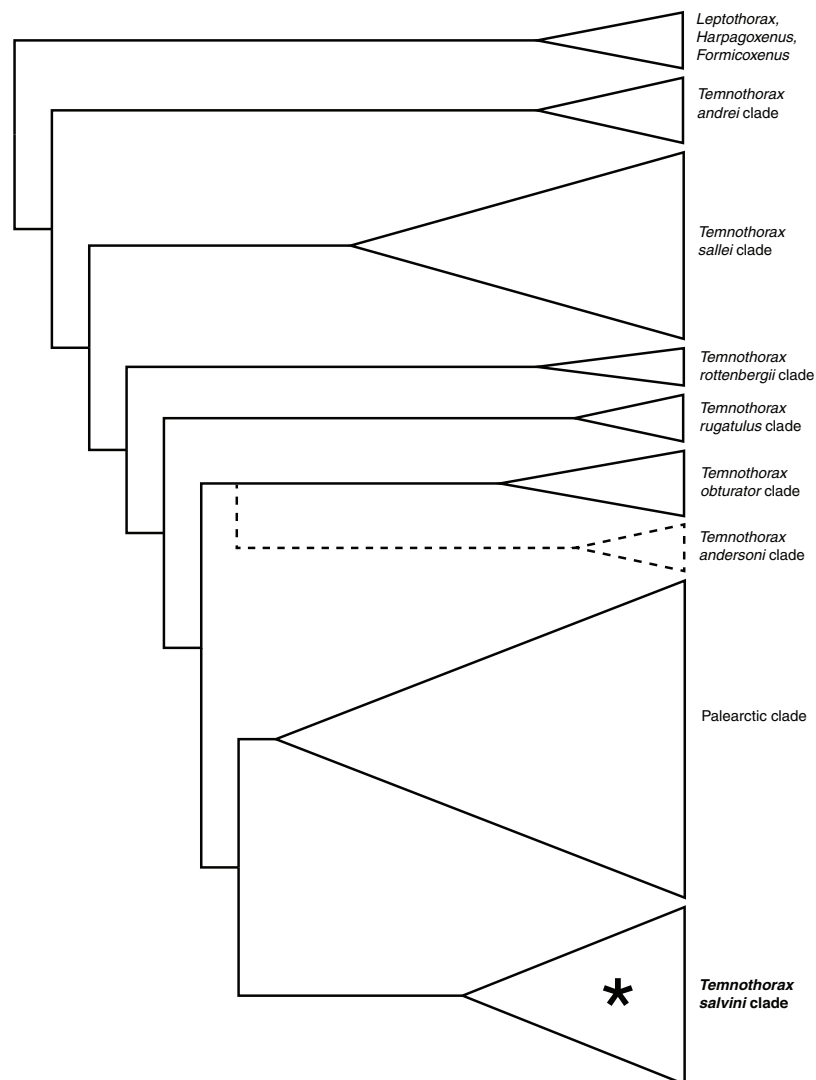 Leptothorax,
Harpagoxenus,
Formicoxenus
Temnothorax
andrei clade
Temnothorax
sallei clade
Temnothorax
rottenbergii clade
Temnothorax
rugatulus clade
Temnothorax
obturator clade
Temnothorax
andersoni clade
Palearctic clade
*
Temnothorax
salvini clade